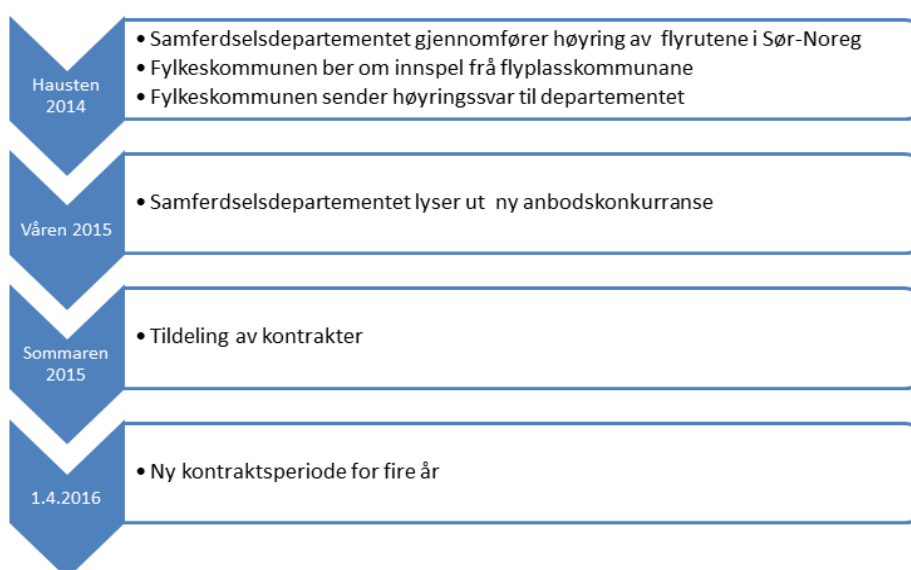 Hausten
2014
• Samferdselsdepartementet gjennomfører høyring av flyrutene i Sør-Noreg
• Fylkeskommunen ber om innspel frå flyplasskommunane
• Fylkeskommunen sender høyringssvar til departementet
Våren 2015
• Samferdselsdepartementet lyser ut ny anbodskonkurranse
Sommaren
2015
• Tildeling av kontrakter
1.4.2016
• Ny kontraktsperiode for fire år